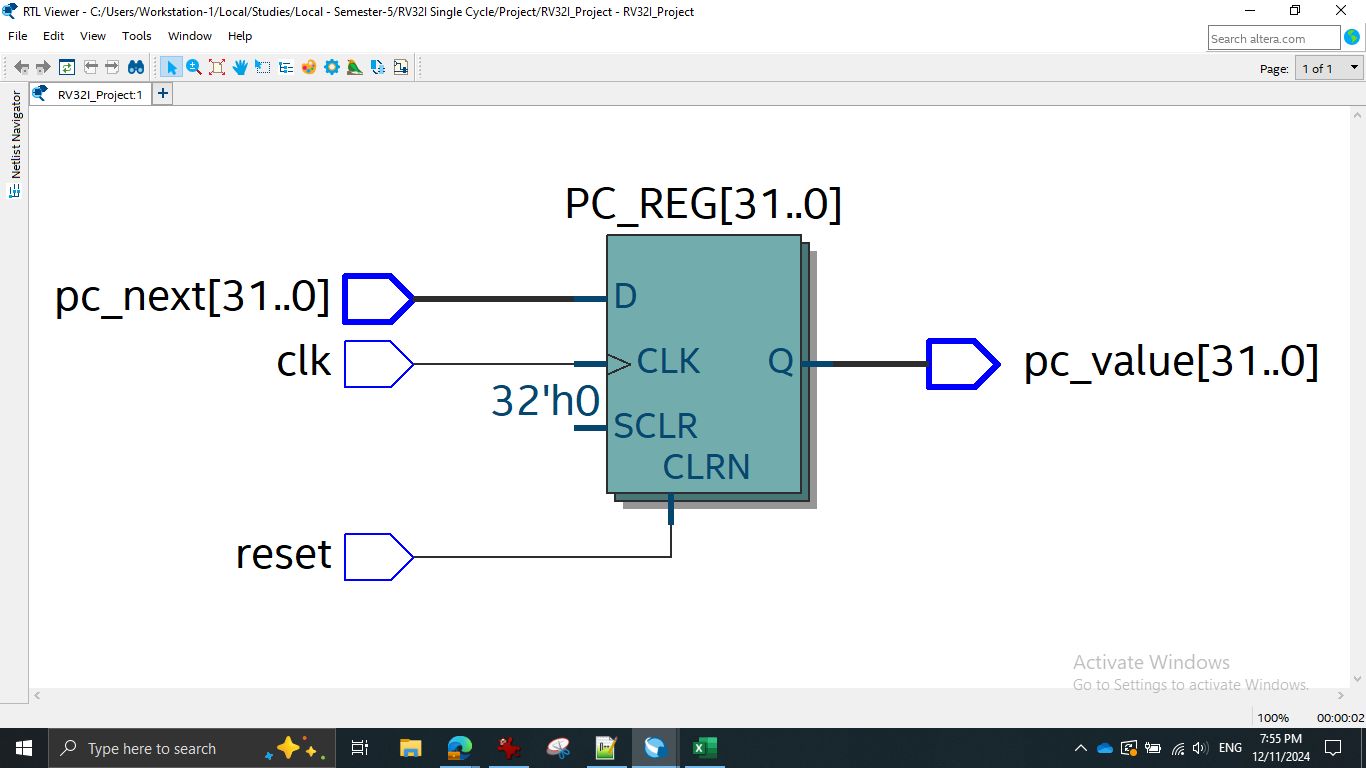 RTL Viewer - C:/Users/Workstation-1/Local/Studies/Local - Semester-5/RV32I Single Cycle/Project/RV32I_Project - RV32I_Project
File Edit View Tools Window Help
Search altera.com
Page: 1 of 1
RV32I_Project:1
Netlist Navigator
PC_REG[31..0]
pc_next[31..0]
D
clk
CLK
Q
pc_value[31..0]
32'h0
SCLR
CLRN
reset
Activate Windows
Go to Settings to activate Windows.
100% 00:00:02
Type here to search
ENG
7:55 PM
12/11/2024